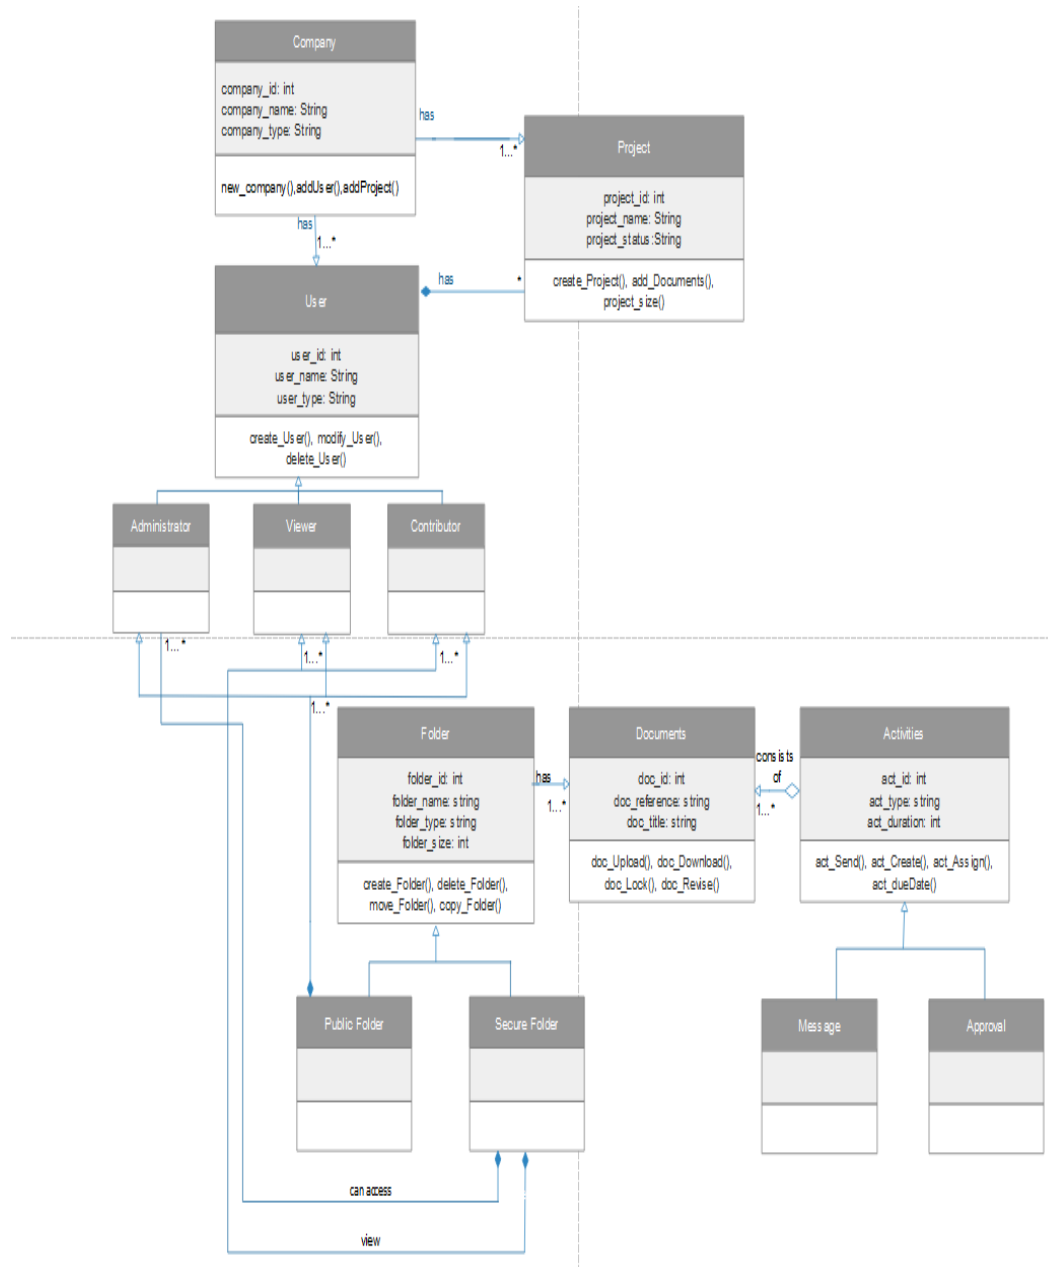 Company
company_id: int
company_name: String
company_type: String
new_company(),addUser(),addProject()
has
1...*
Project
project_id: int
project_name: String
project_status:String
create_Project(), add_Documents(),
project_size()
has
1...*
has
*
User
user_id: int
user_name: String
user_type: String
create_User(), modify_User(),
delete_User()
Administrator
Viewer
Contributor
1...*
1...*
1...*
1...*
Folder
folder_id: int
folder_name: string
folder_type: string
folder_size: int
create_Folder(), delete_Folder(),
move_Folder(), copy_Folder()
has
1...*
Documents
doc_id: int
doc_reference: string
doc_title: string
doc_Upload(), doc_Download(),
doc_Lock(), doc_Revise()
consists
of
1...*
Activities
act_id: int
act_type: string
act_duration: int
act_Send(), act_Create(), act_Assign(),
act_dueDate()
Public Folder
Secure Folder
Message
Approval
can access
view